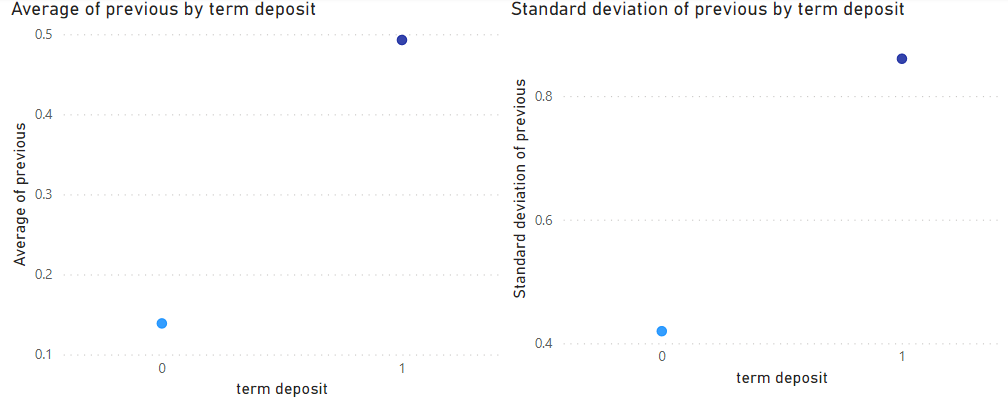 Average of previous by term deposit
0.5
0.4
0.3
0.2
0.1
Average of previous
0
1
term deposit
Standard deviation of previous by term deposit
0.8
0.6
0.4
Standard deviation of previous
0
1
term deposit